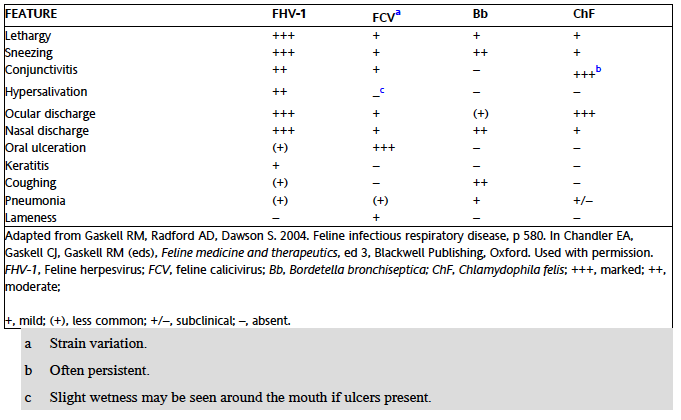 FEATURE FHV-1 FCVa Bb ChF
Lethargy +++ + + +
Sneezing +++ + ++ +
Conjunctivitis ++ + – +++b
Hypersalivation ++ –c – –
Ocular discharge +++ + (+) +++
Nasal discharge +++ + ++ +
Oral ulceration (+) +++ – –
Keratitis + – – –
Coughing (+) – ++ –
Pneumonia (+) (+) + +/–
Lameness – + – –
Adapted from Gaskell RM, Radford AD, Dawson S. 2004. Feline infectious respiratory disease, p 580. In Chandler EA,
Gaskell CJ, Gaskell RM (eds), Feline medicine and therapeutics, ed 3, Blackwell Publishing, Oxford. Used with permission.
FHV-1, Feline herpesvirus; FCV, feline calicivirus; Bb, Bordetella bronchiseptica; ChF, Chlamydophila felis; +++, marked; ++,
moderate;
+, mild; (+), less common; +/–, subclinical; –, absent.
a Strain variation.
b Often persistent.
c Slight wetness may be seen around the mouth if ulcers present.